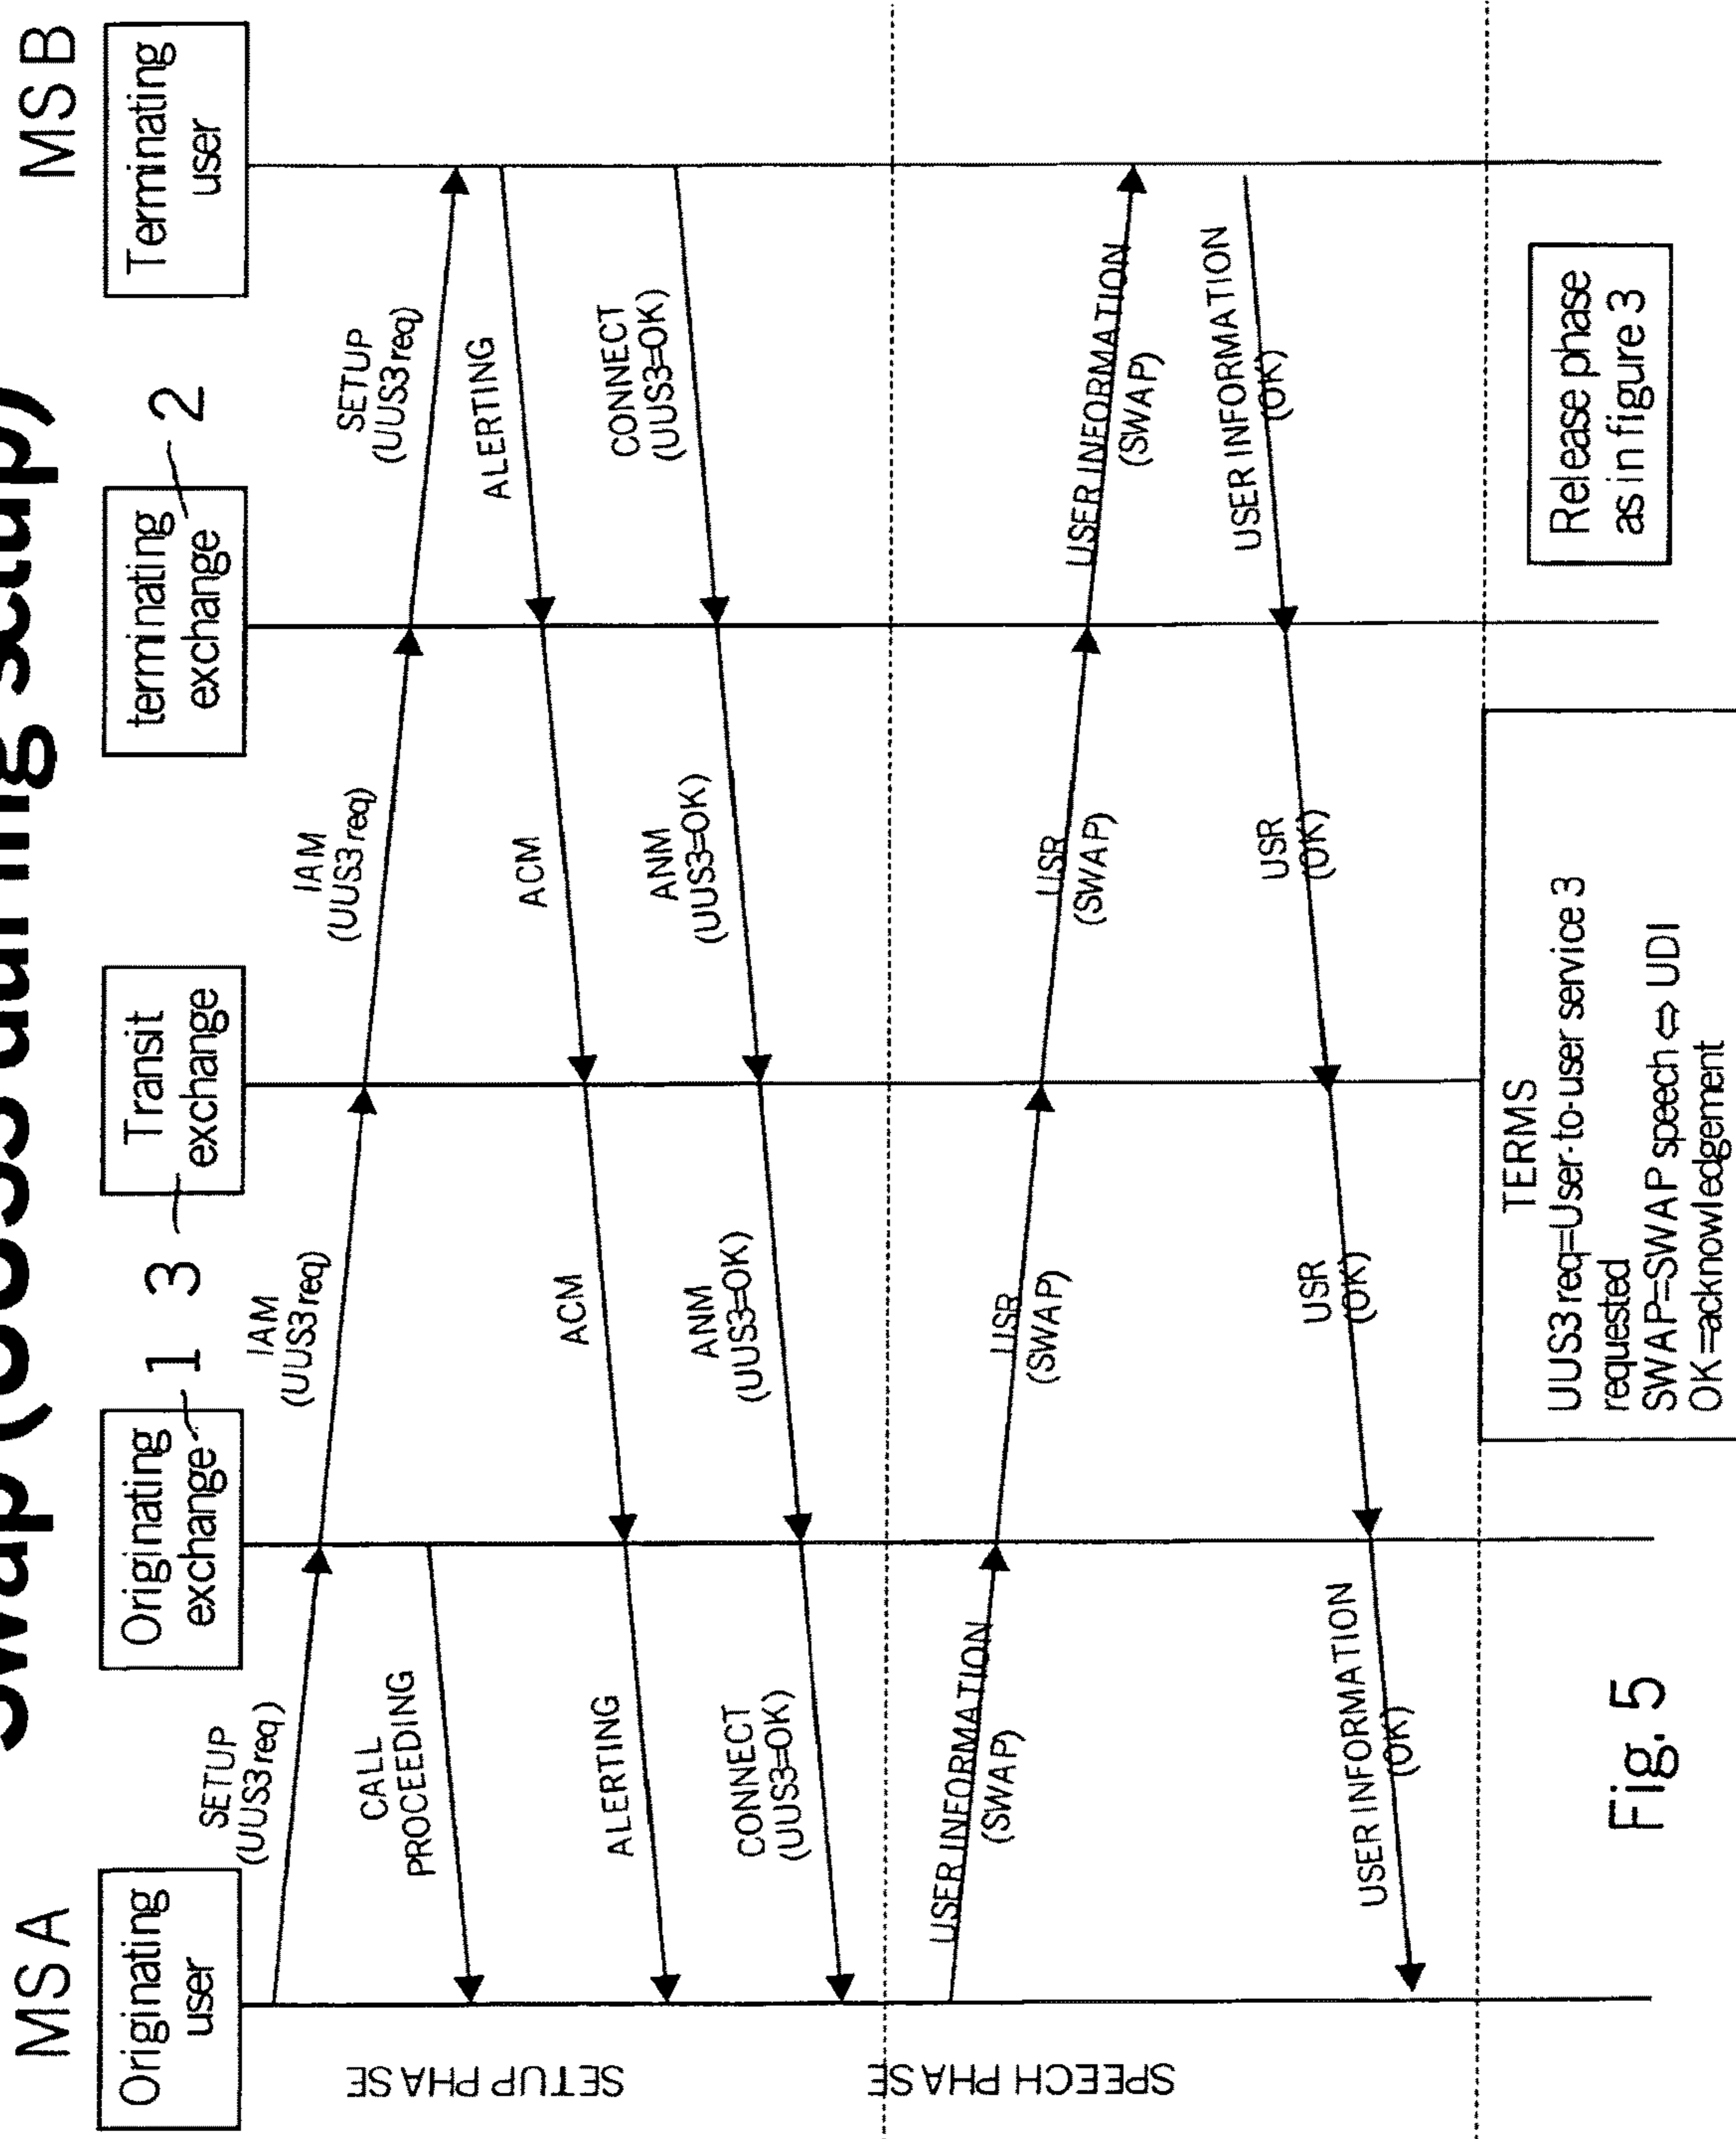 Swap (UUS3 during setup)
MS A
MS B
Originating
user
Originating
exchange
1
3
Transit
exchange
terminating
exchange
2
Terminating
user
SETUP PHASE
SETUP
(UUS3 req)
IAM
(UUS3 req)
IAM
(UUS3 req)
SETUP
(UUS3 req)
CALL
PROCEEDING
ALERTING
ACM
ACM
ALERTING
CONNECT
(UUS3=OK)
ANM
(UUS3=OK)
ANM
(UUS3=OK)
CONNECT
(UUS3=OK)
SPEECH PHASE
USER INFORMATION
(SWAP)
USR
(SWAP)
USR
(SWAP)
USER INFORMATION
(SWAP)
USER INFORMATION
(OK)
USR
(OK)
USR
(OK)
USER INFORMATION
(OK)
TERMS
UUS3 req=User-to-user service 3
requested
SWAP=SWAP speech ⇔ UDI
OK=acknowledgement
Release phase
as in figure 3
Fig. 5